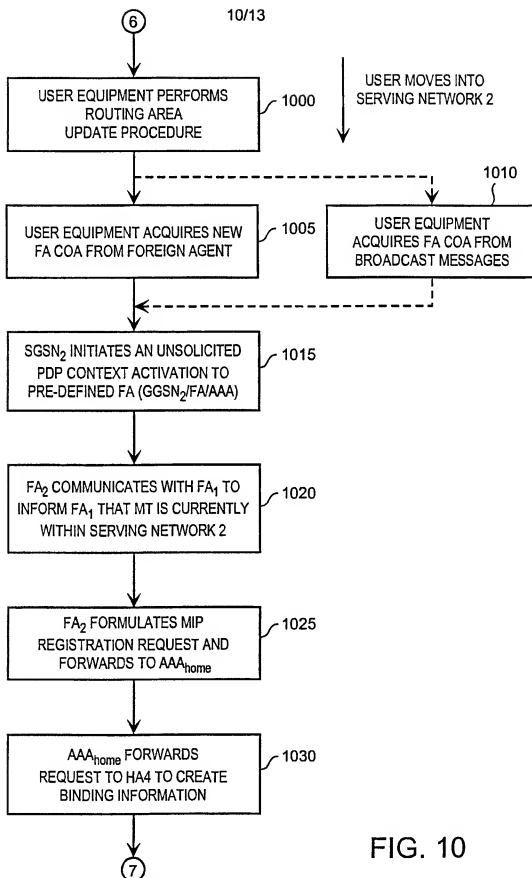 6
10/13
USER EQUIPMENT PERFORMS
ROUTING AREA
UPDATE PROCEDURE
1000
USER MOVES INTO
SERVING NETWORK 2
1010
USER EQUIPMENT ACQUIRES NEW
FA COA FROM FOREIGN AGENT
1005
USER EQUIPMENT
ACQUIRES FA COA FROM
BROADCAST MESSAGES
SGSN₂ INITIATES AN UNSOLICITED
PDP CONTEXT ACTIVATION TO
PRE-DEFINED FA (GGSN₂/FA/AAA)
1015
FA₂ COMMUNICATES WITH FA₁ TO
INFORM FA₁ THAT MT IS CURRENTLY
WITHIN SERVING NETWORK 2
1020
FA₂ FORMULATES MIP
REGISTRATION REQUEST AND
FORWARDS TO AAAhome
1025
AAAhome FORWARDS
REQUEST TO HA4 TO CREATE
BINDING INFORMATION
1030
7
FIG. 10